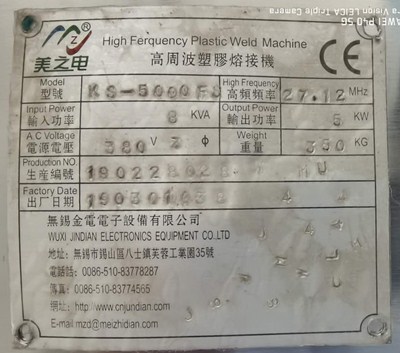 MZ
High Ferquency Plastic Weld Machine
美之电 高周波塑膠熔接機 CE
Model 型號 KS-5000 High Frequency 高頻頻率 27.12 MHz
Input Power 輸入功率 8 KVA Output Power 輸出功率 5 KW
A.C Voltage 電源電壓 380 V 3 Φ Weight 重量 350 KG
Production NO. 生産編號
Factory Date 出厂日期
無錫金電電子設備有限公司
WUXI JINDIAN ELECTRONICS EQUIPMENT CO.LTD
地址：無錫市錫山區八士鎮芙蓉工業園35號
電話：0086-510-83778287
傳真：0086-510-83774565
網址：http://www.cnjundian.com
E-mail:mzd@meizhidian.com